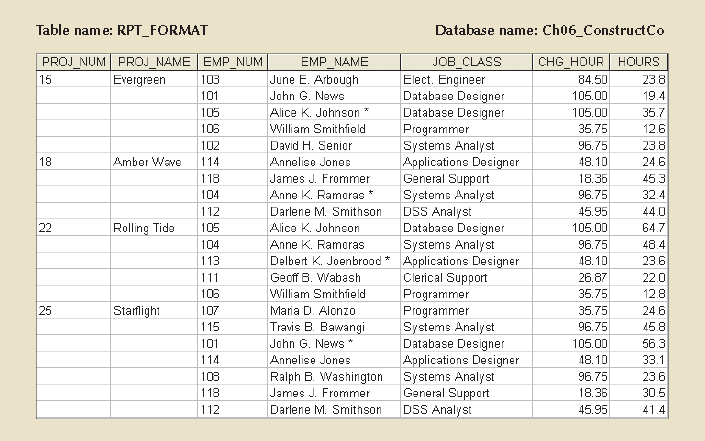 Table name: RPT_FORMAT Database name: Ch06_ConstructCo
PROJ_NUM PROJ_NAME EMP_NUM EMP_NAME JOB_CLASS CHG_HOUR HOURS
15 Evergreen 103 June E. Arbough Elect. Engineer 84.50 23.8
101 John G. News Database Designer 105.00 19.4
105 Alice K. Johnson * Database Designer 105.00 35.7
106 William Smithfield Programmer 35.75 12.6
102 David H. Senior Systems Analyst 96.75 23.8
18 Amber Wave 114 Annelise Jones Applications Designer 48.10 24.6
118 James J. Frommer General Support 18.36 45.3
104 Anne K. Ramoras * Systems Analyst 96.75 32.4
112 Darlene M. Smithson DSS Analyst 45.95 44.0
22 Rolling Tide 105 Alice K. Johnson Database Designer 105.00 64.7
104 Anne K. Ramoras Systems Analyst 96.75 48.4
113 Delbert K. Joenbrood * Applications Designer 48.10 23.6
111 Geoff B. Wabash Clerical Support 26.87 22.0
106 William Smithfield Programmer 35.75 12.8
25 Starflight 107 Maria D. Alonzo Programmer 35.75 24.6
115 Travis B. Bawangi Systems Analyst 96.75 45.8
101 John G. News * Database Designer 105.00 56.3
114 Annelise Jones Applications Designer 48.10 33.1
108 Ralph B. Washington Systems Analyst 96.75 23.6
118 James J. Frommer General Support 18.36 30.5
112 Darlene M. Smithson DSS Analyst 45.95 41.4